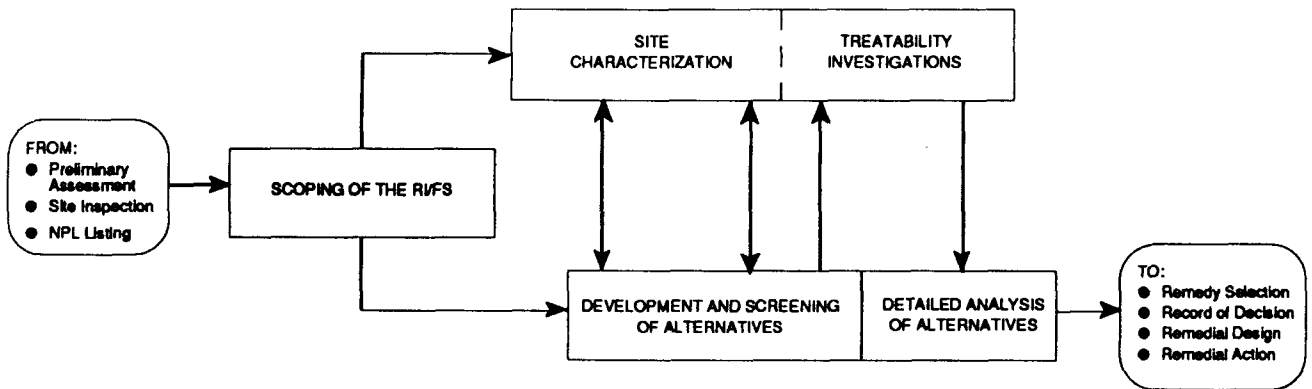 SITE
CHARACTERIZATION
TREATABILITY
INVESTIGATIONS
FROM:
● Preliminary
Assessment
● Site Inspection
● NPL Listing
SCOPING OF THE RI/FS
DEVELOPMENT AND SCREENING
OF ALTERNATIVES
DETAILED ANALYSIS
OF ALTERNATIVES
TO:
● Remedy Selection
● Record of Decision
● Remedial Design
● Remedial Action